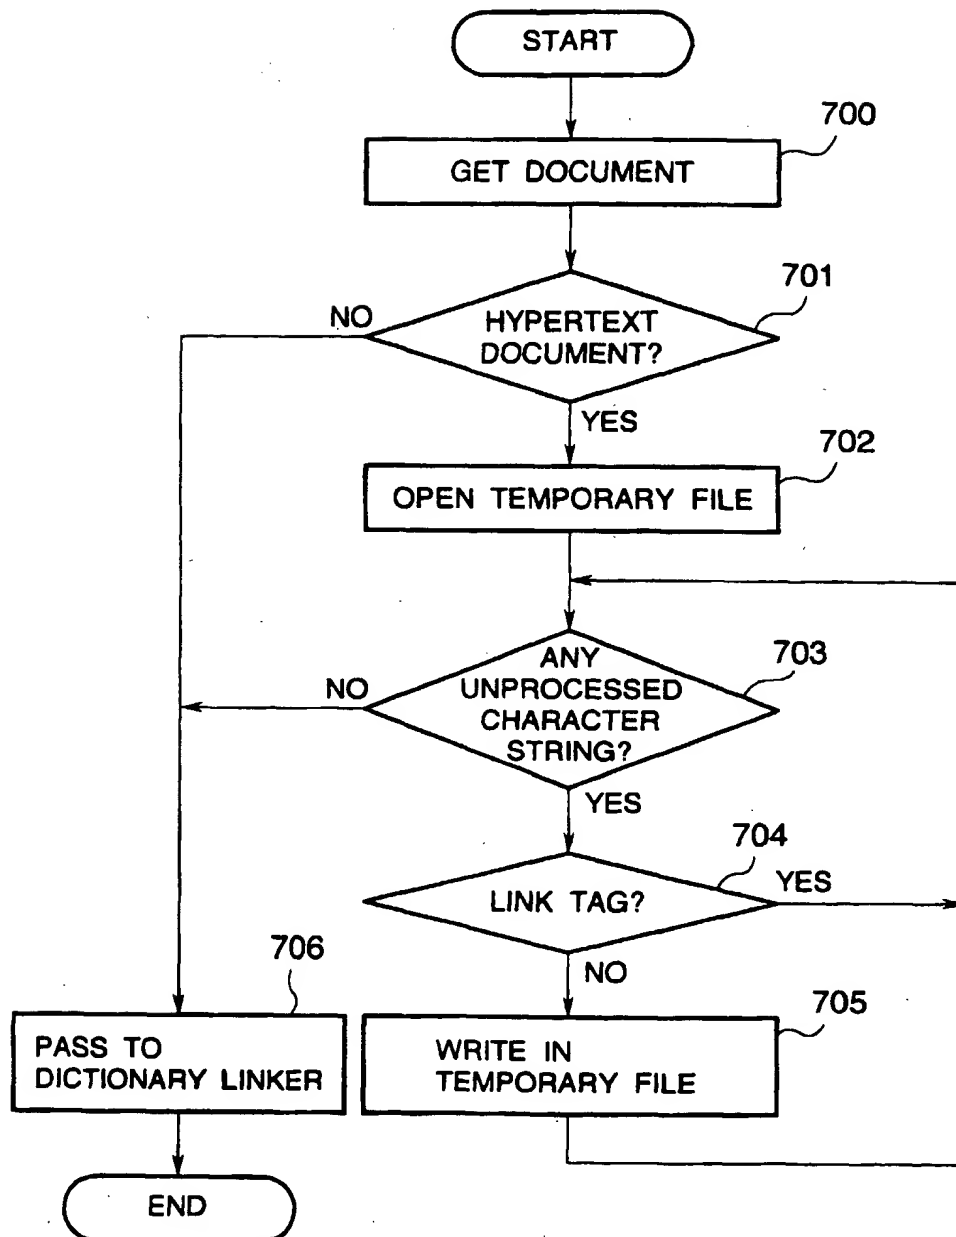 START
700
GET DOCUMENT
701
NO
HYPERTEXT
DOCUMENT?
YES
702
OPEN TEMPORARY FILE
703
NO
ANY
UNPROCESSED
CHARACTER
STRING?
YES
704
LINK TAG?
YES
NO
706
PASS TO
DICTIONARY LINKER
705
WRITE IN
TEMPORARY FILE
END